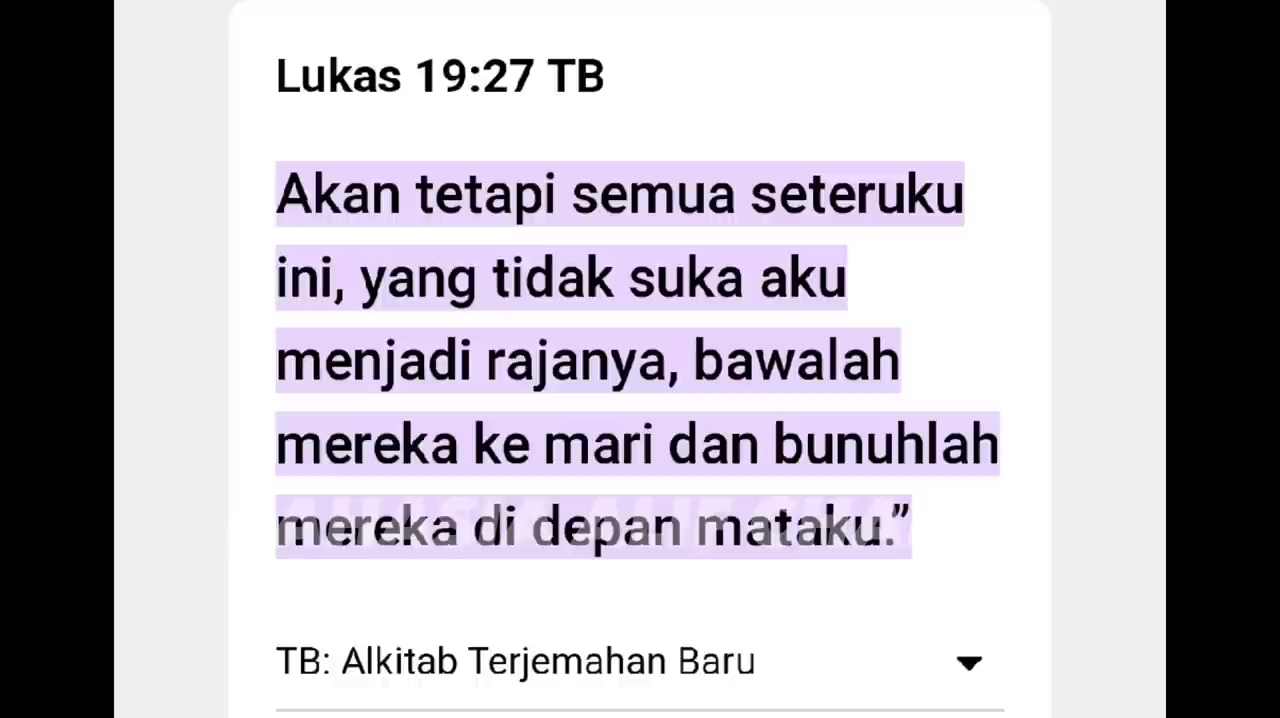 Lukas 19:27 TB
Akan tetapi semua seteruku
ini, yang tidak suka aku
menjadi rajanya, bawalah
mereka ke mari dan bunuhlah
mereka di depan mataku.”
TB: Alkitab Terjemahan Baru